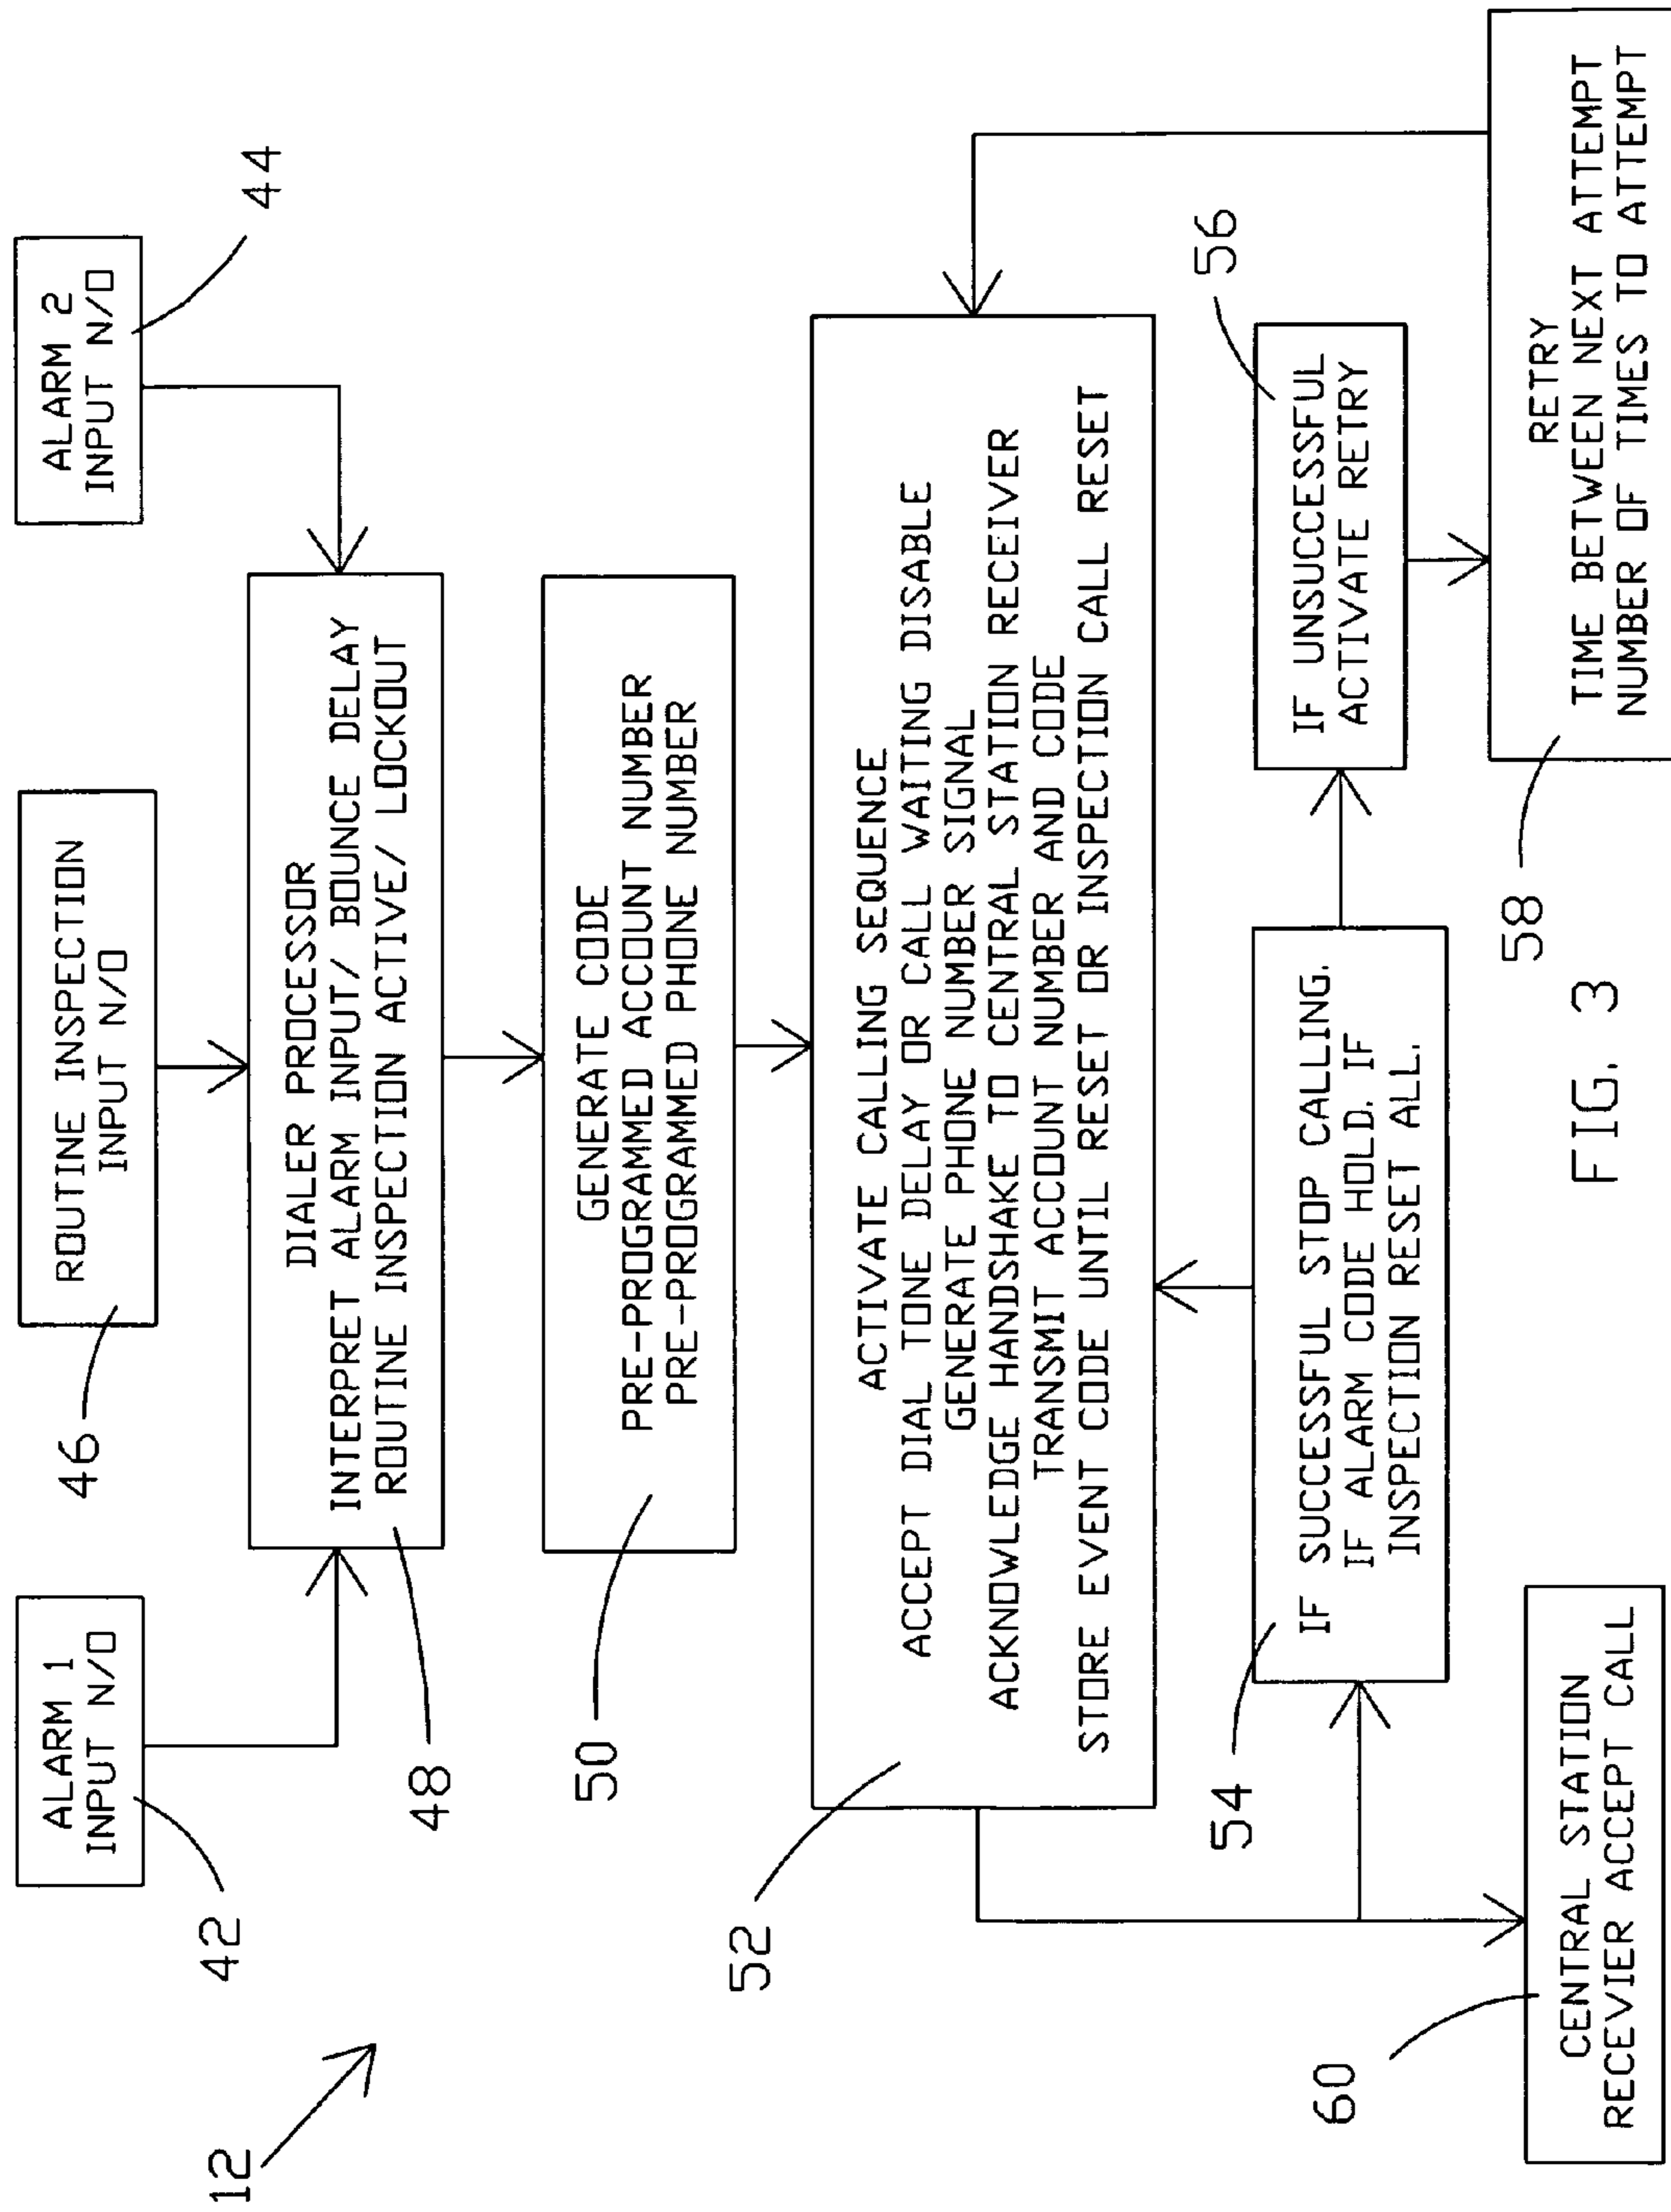 12
42
ALARM 1
INPUT N/O
46
ROUTINE INSPECTION
INPUT N/O
ALARM 2
INPUT N/O
44
48
DIALER PROCESSOR
INTERPRET ALARM INPUT/ BOUNCE DELAY
ROUTINE INSPECTION ACTIVE/ LOCKOUT
50
GENERATE CODE
PRE-PROGRAMMED ACCOUNT NUMBER
PRE-PROGRAMMED PHONE NUMBER
52
ACTIVATE CALLING SEQUENCE
ACCEPT DIAL TONE DELAY OR CALL WAITING DISABLE
GENERATE PHONE NUMBER SIGNAL
ACKNOWLEDGE HANDSHAKE TO CENTRAL STATION RECEIVER
TRANSMIT ACCOUNT NUMBER AND CODE
STORE EVENT CODE UNTIL RESET OR INSPECTION CALL RESET
54
IF SUCCESSFUL STOP CALLING.
IF ALARM CODE HOLD. IF
INSPECTION RESET ALL.
56
IF UNSUCCESSFUL
ACTIVATE RETRY
60
CENTRAL STATION
RECEVIER ACCEPT CALL
58
RETRY
TIME BETWEEN NEXT ATTEMPT
NUMBER OF TIMES TO ATTEMPT
FIG. 3